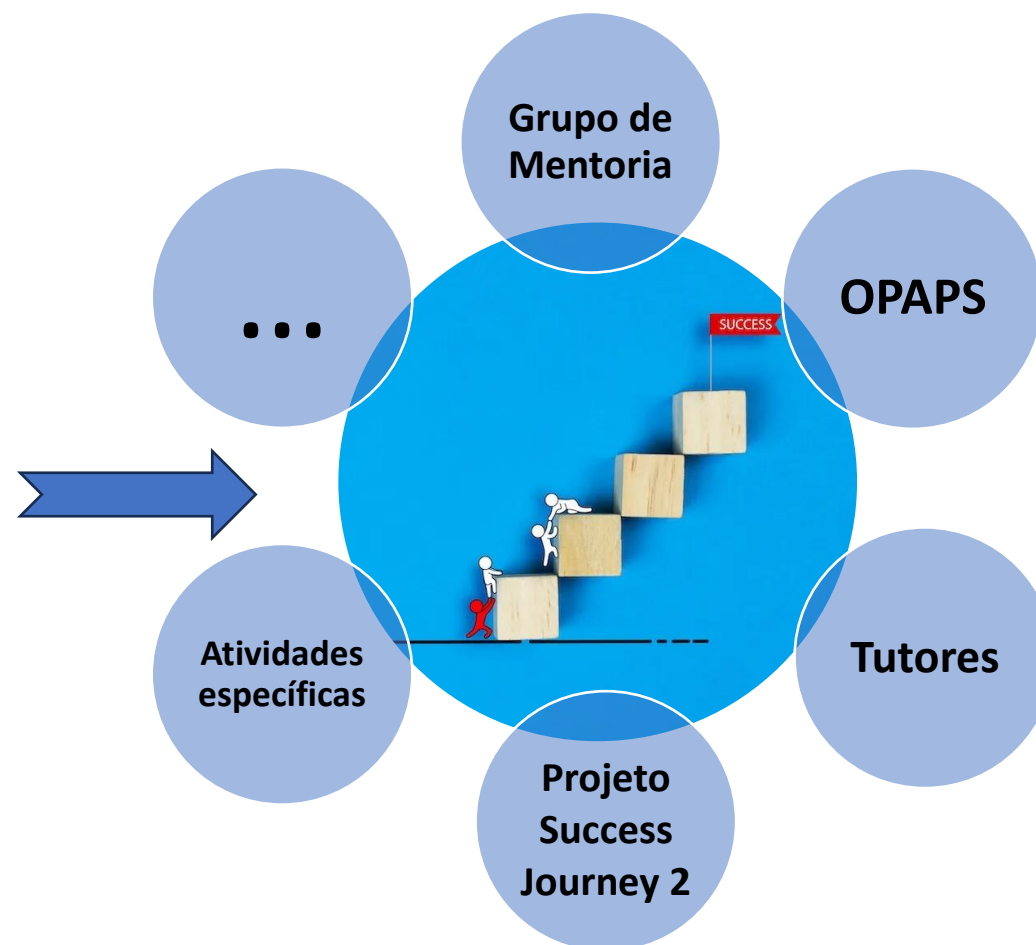 Grupo de
Mentoria
OPAPS
...
SUCCESS
Atividades
específicas
Tutores
Projeto
Success
Journey 2